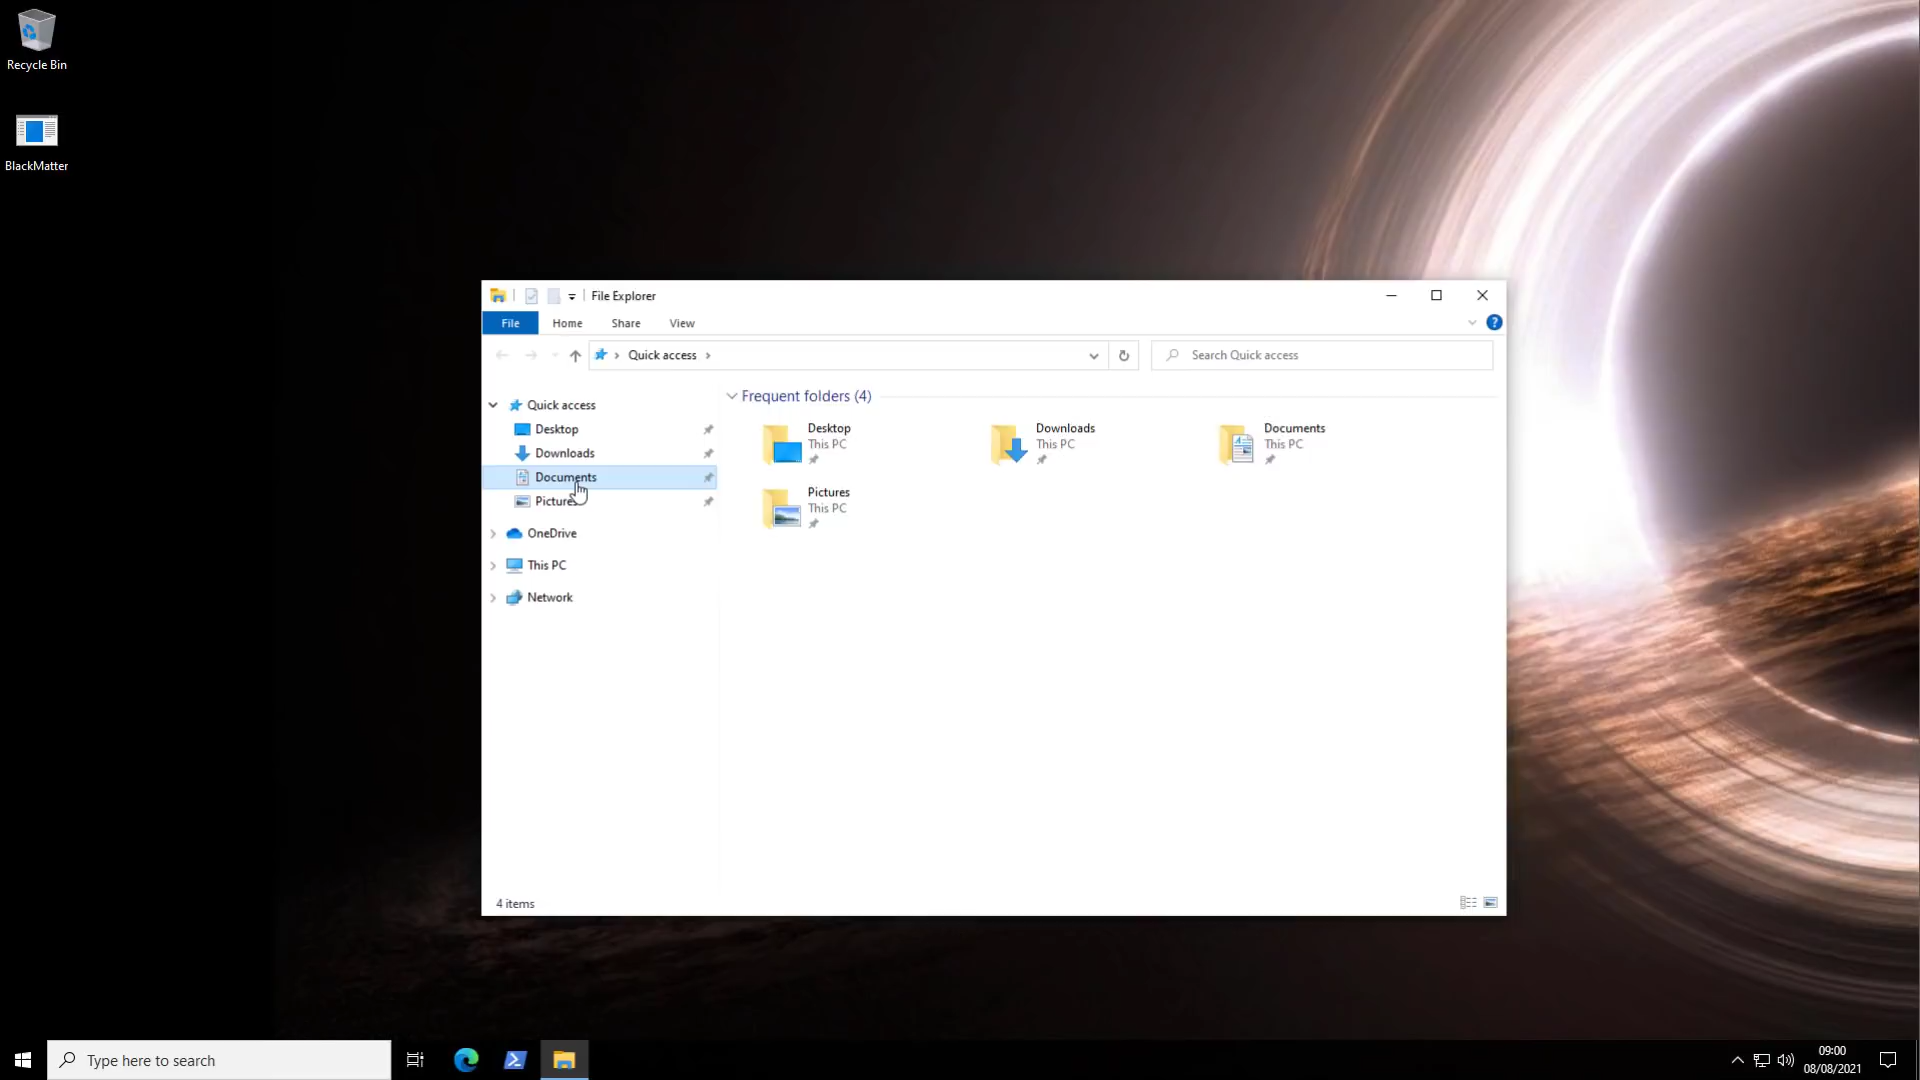 Recycle Bin
BlackMatter
File Explorer
File
Home
Share
View
Quick access
Search Quick access
Quick access
Desktop
Downloads
Documents
Pictures
OneDrive
This PC
Network
Frequent folders (4)
Desktop
This PC
Downloads
This PC
Documents
This PC
Pictures
This PC
4 items
Type here to search
09:00
08/08/2021